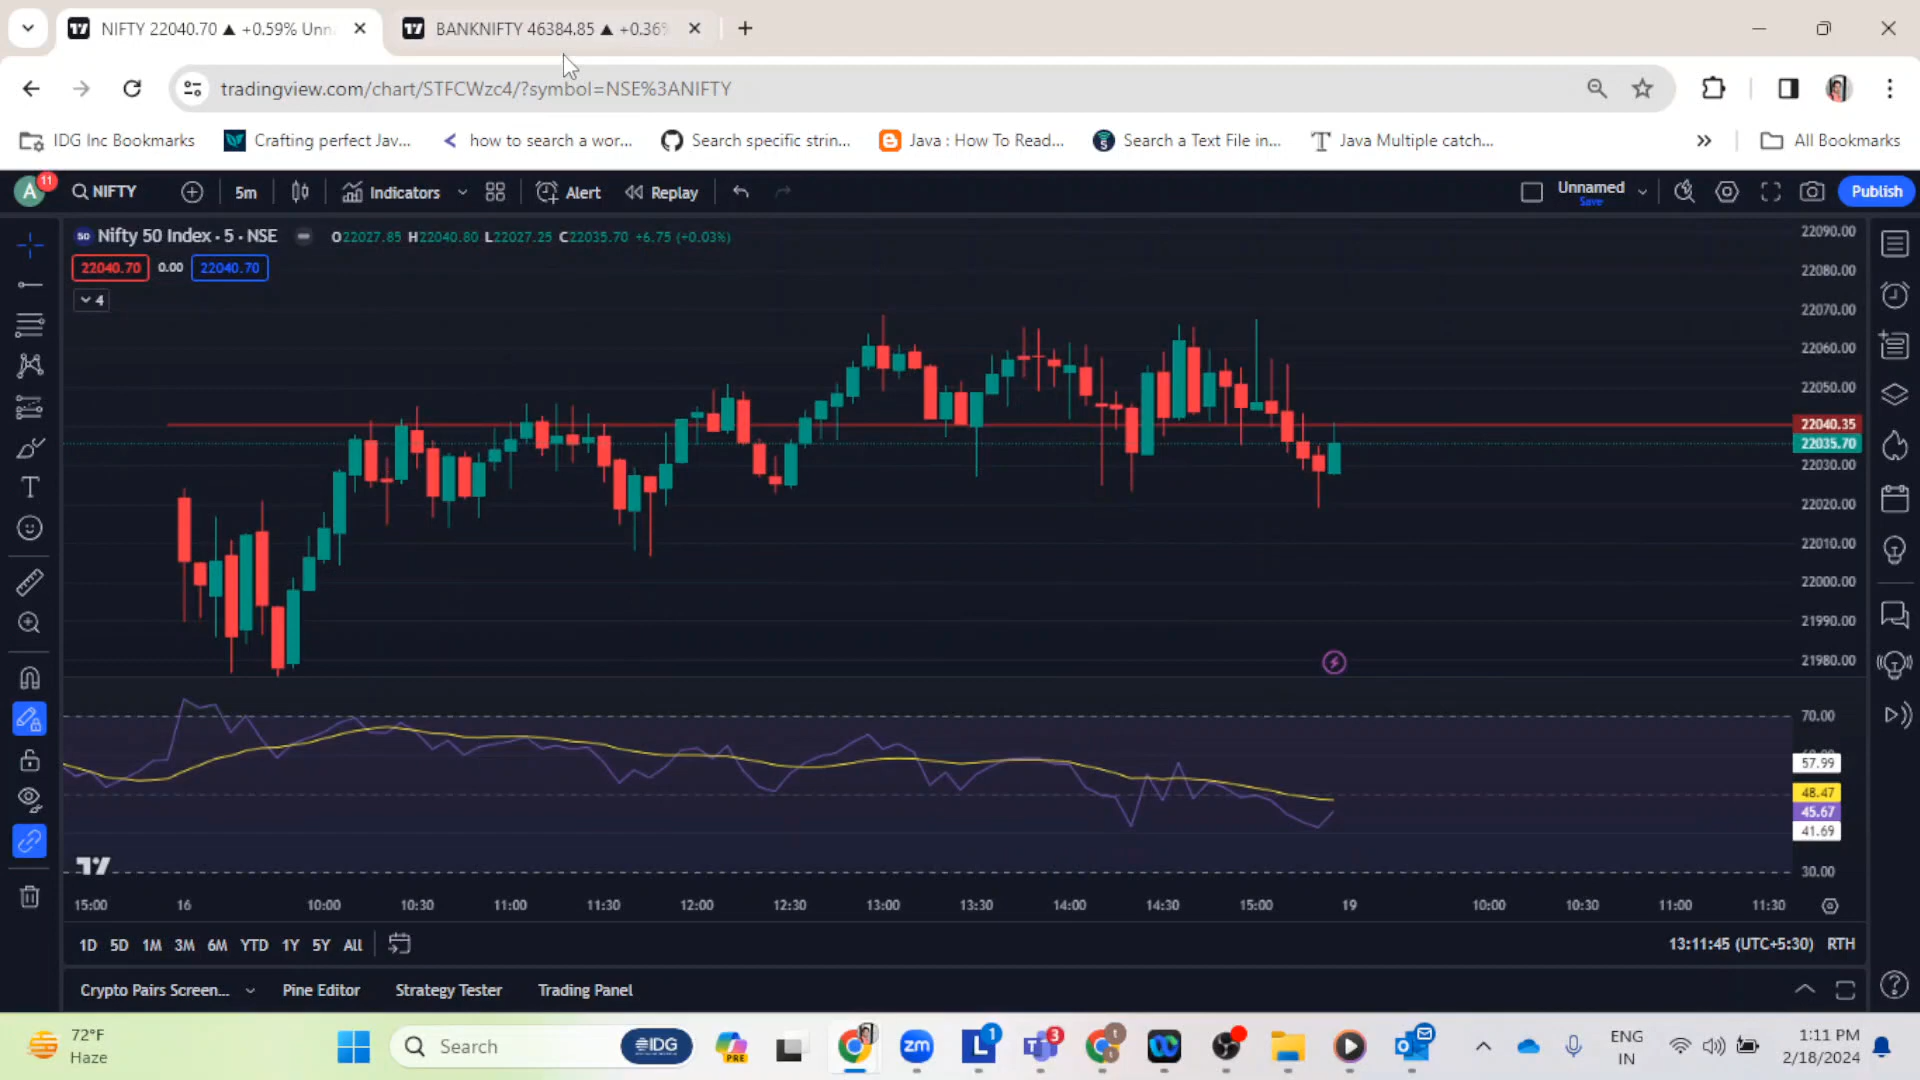 NIFTY 22040.70 ▲ +0.59% Unn
BANKNIFTY 46384.85 ▲ +0.36%
tradingview.com/chart/STFCWzc4/?symbol=NSE%3ANIFTY
IDG Inc Bookmarks
Crafting perfect Jav...
how to search a wor...
Search specific strin...
Java : How To Read...
Search a Text File in...
Java Multiple catch...
All Bookmarks
A
11
NIFTY
5m
Indicators
Alert
Replay
Unnamed
Save
Publish
50 Nifty 50 Index · 5 · NSE
O22027.85 H22040.80 L22027.25 C22035.70 +6.75 (+0.03%)
22040.70
0.00
22040.70
4
22090.00
22080.00
22070.00
22060.00
22050.00
22040.35
22035.70
22030.00
22020.00
22010.00
22000.00
21990.00
21980.00
70.00
57.99
48.47
45.67
41.69
30.00
15:00
16
10:00
10:30
11:00
11:30
12:00
12:30
13:00
13:30
14:00
14:30
15:00
19
10:00
10:30
11:00
11:30
1D 5D 1M 3M 6M YTD 1Y 5Y All
13:11:45 (UTC+5:30) RTH
Crypto Pairs Screen...
Pine Editor
Strategy Tester
Trading Panel
72°F
Haze
Search
IDG
PRE
zm
L
1
3
ENG
IN
1:11 PM
2/18/2024